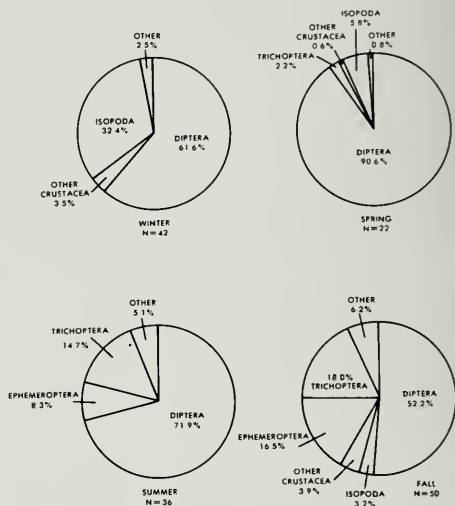 OTHER
2.5%
ISOPODA
32.4%
DIPTERA
61.6%
OTHER
CRUSTACEA
3.5%
WINTER
N=42
ISOPODA
5.8%
OTHER
CRUSTACEA
0.6%
OTHER
0.8%
TRICHOPTERA
2.2%
DIPTERA
90.6%
SPRING
N=22
OTHER
5.1%
TRICHOPTERA
14.7%
EPHEMEROPTERA
8.3%
DIPTERA
71.9%
SUMMER
N=36
OTHER
6.2%
18.0%
TRICHOPTERA
DIPTERA
52.2%
EPHEMEROPTERA
16.5%
OTHER
CRUSTACEA
3.9%
ISOPODA
3.2%
FALL
N=50